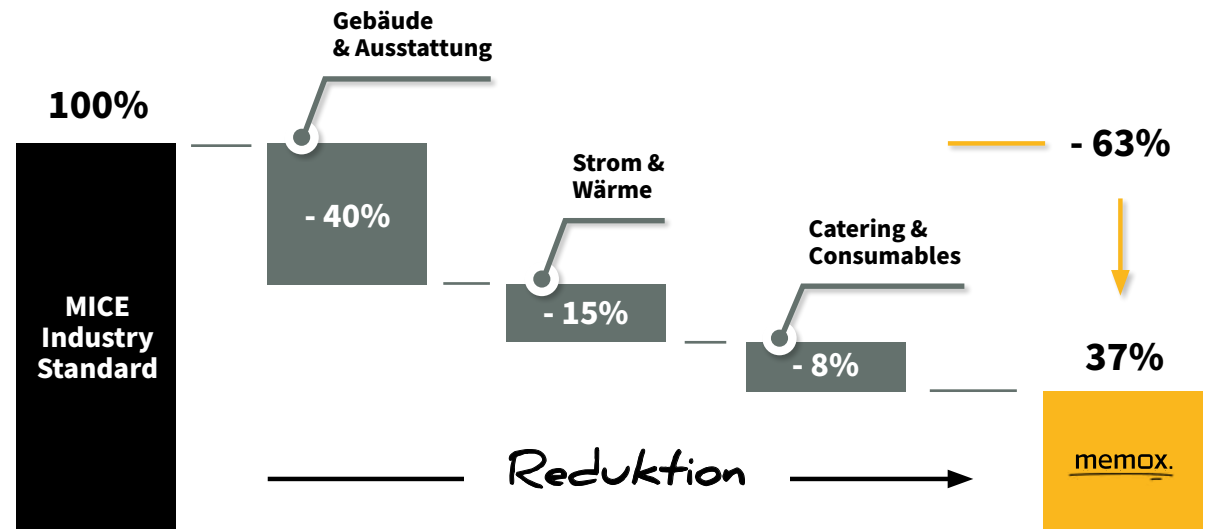 Gebäude
& Ausstattung
100%
- 63%
Strom &
Wärme
- 40%
Catering &
Consumables
- 15%
MICE
Industry
Standard
- 8%
37%
Reduktion
memox.